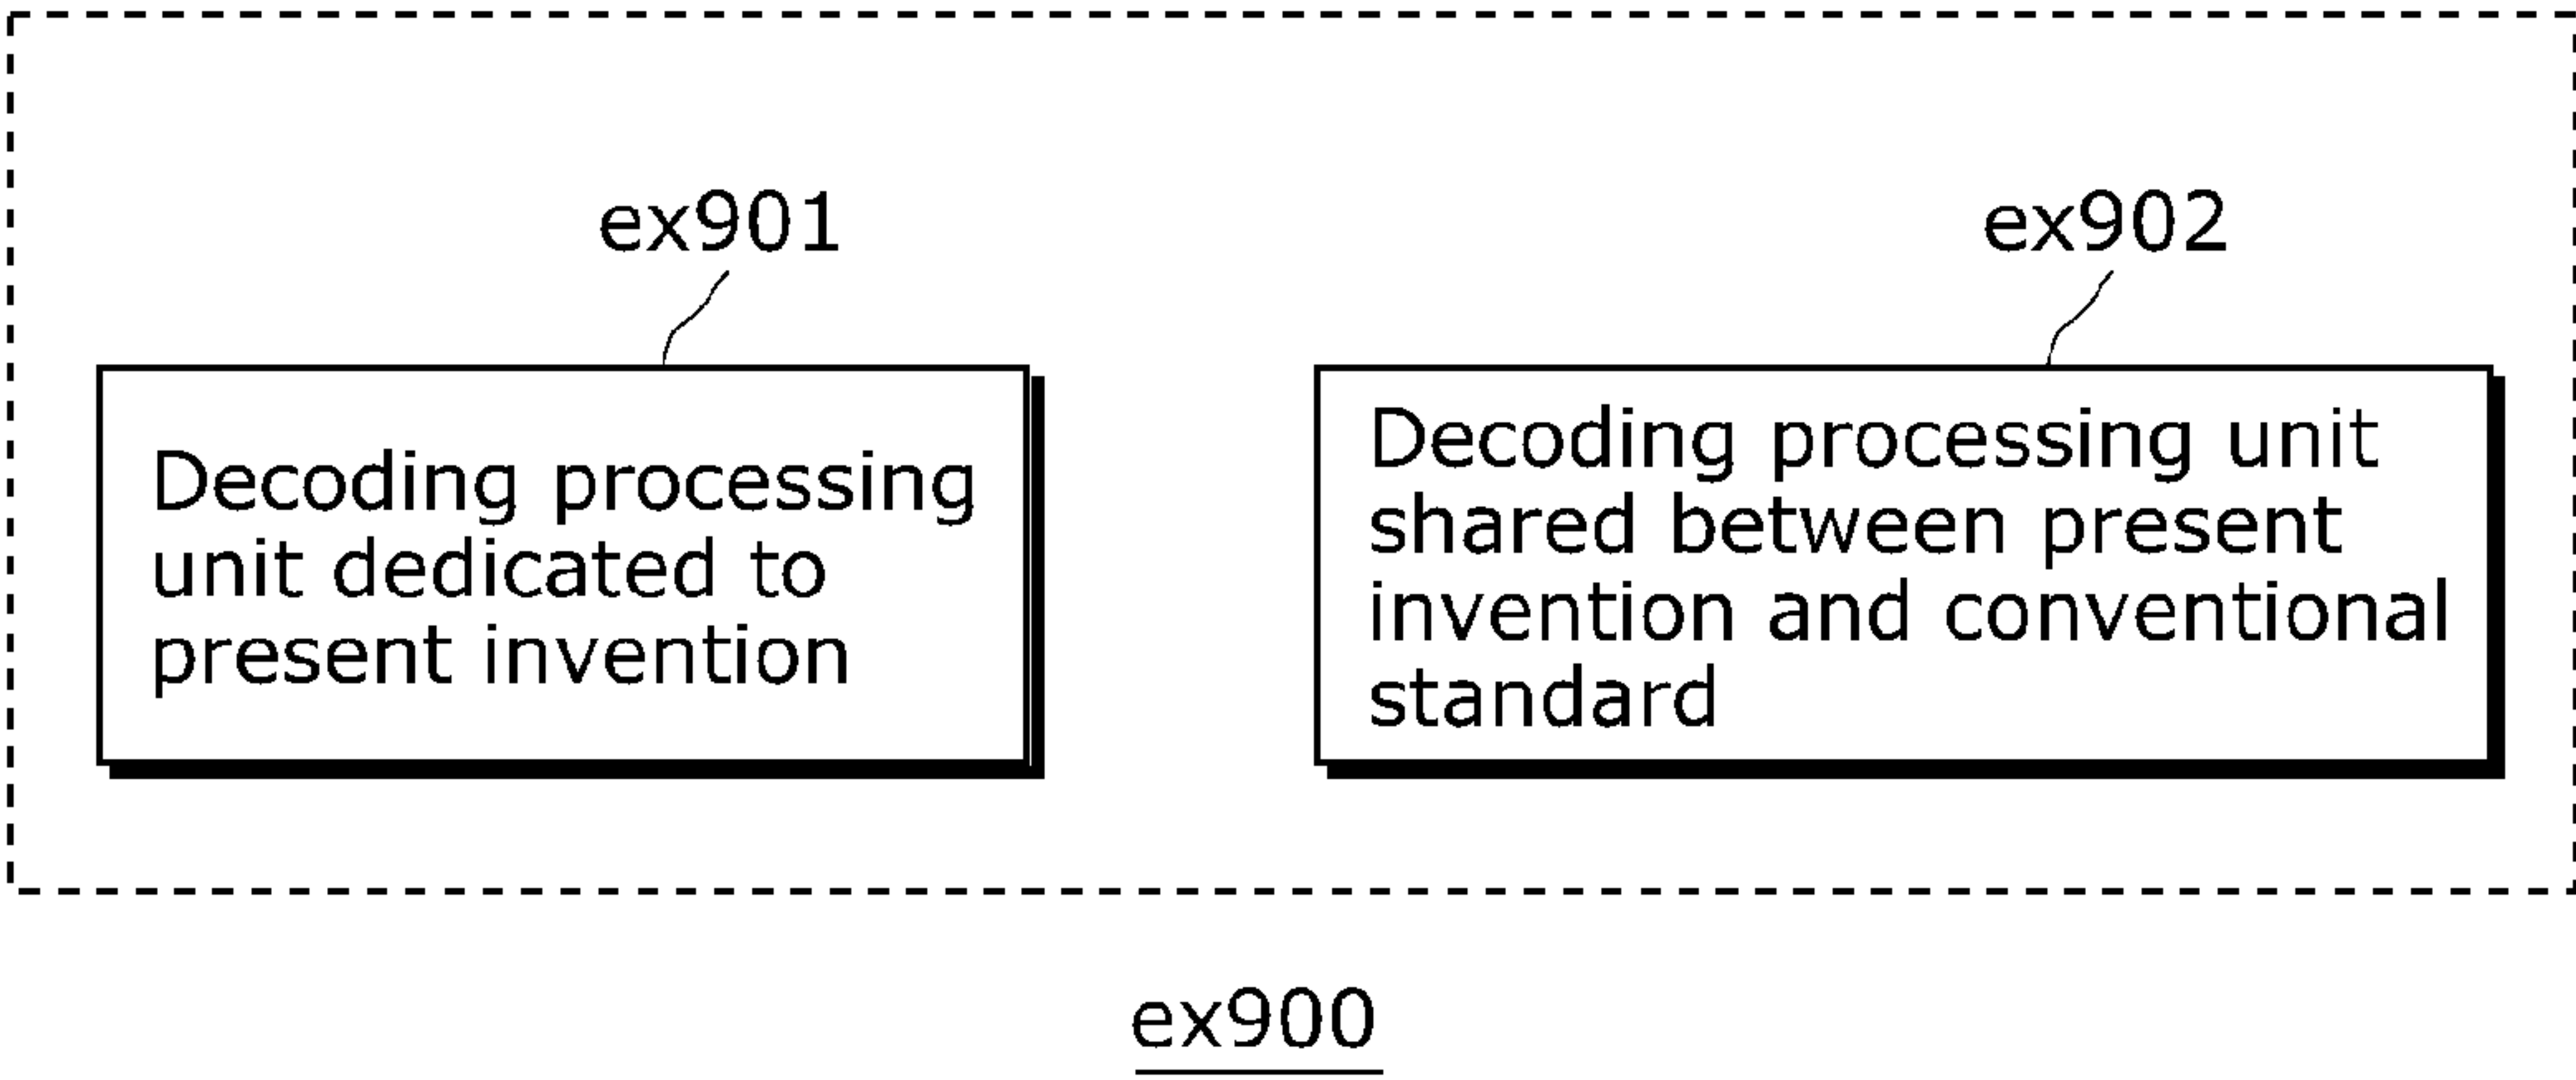 ex901
Decoding processing
unit dedicated to
present invention
ex902
Decoding processing unit
shared between present
invention and conventional
standard
ex900